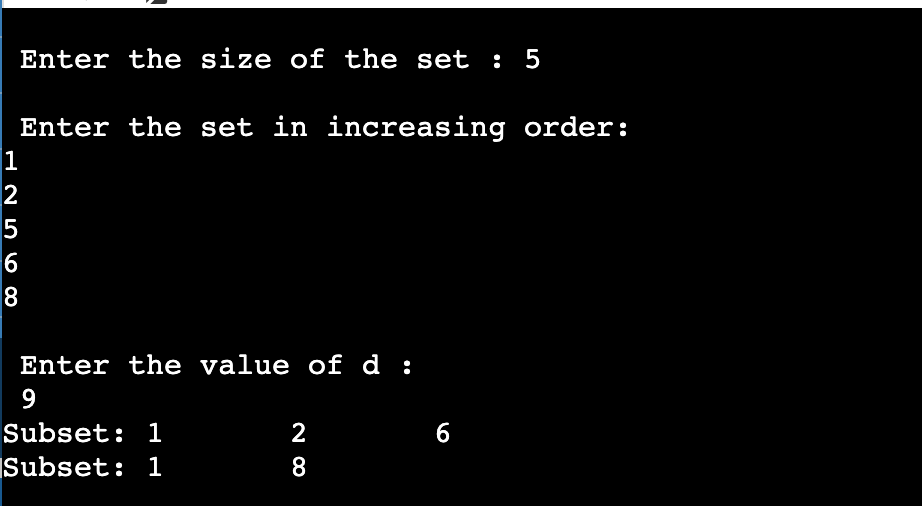 Enter the size of the set : 5
Enter the set in increasing order:
1
2
5
6
8
Enter the value of d :
9
Subset: 1 2 6
Subset: 1 8